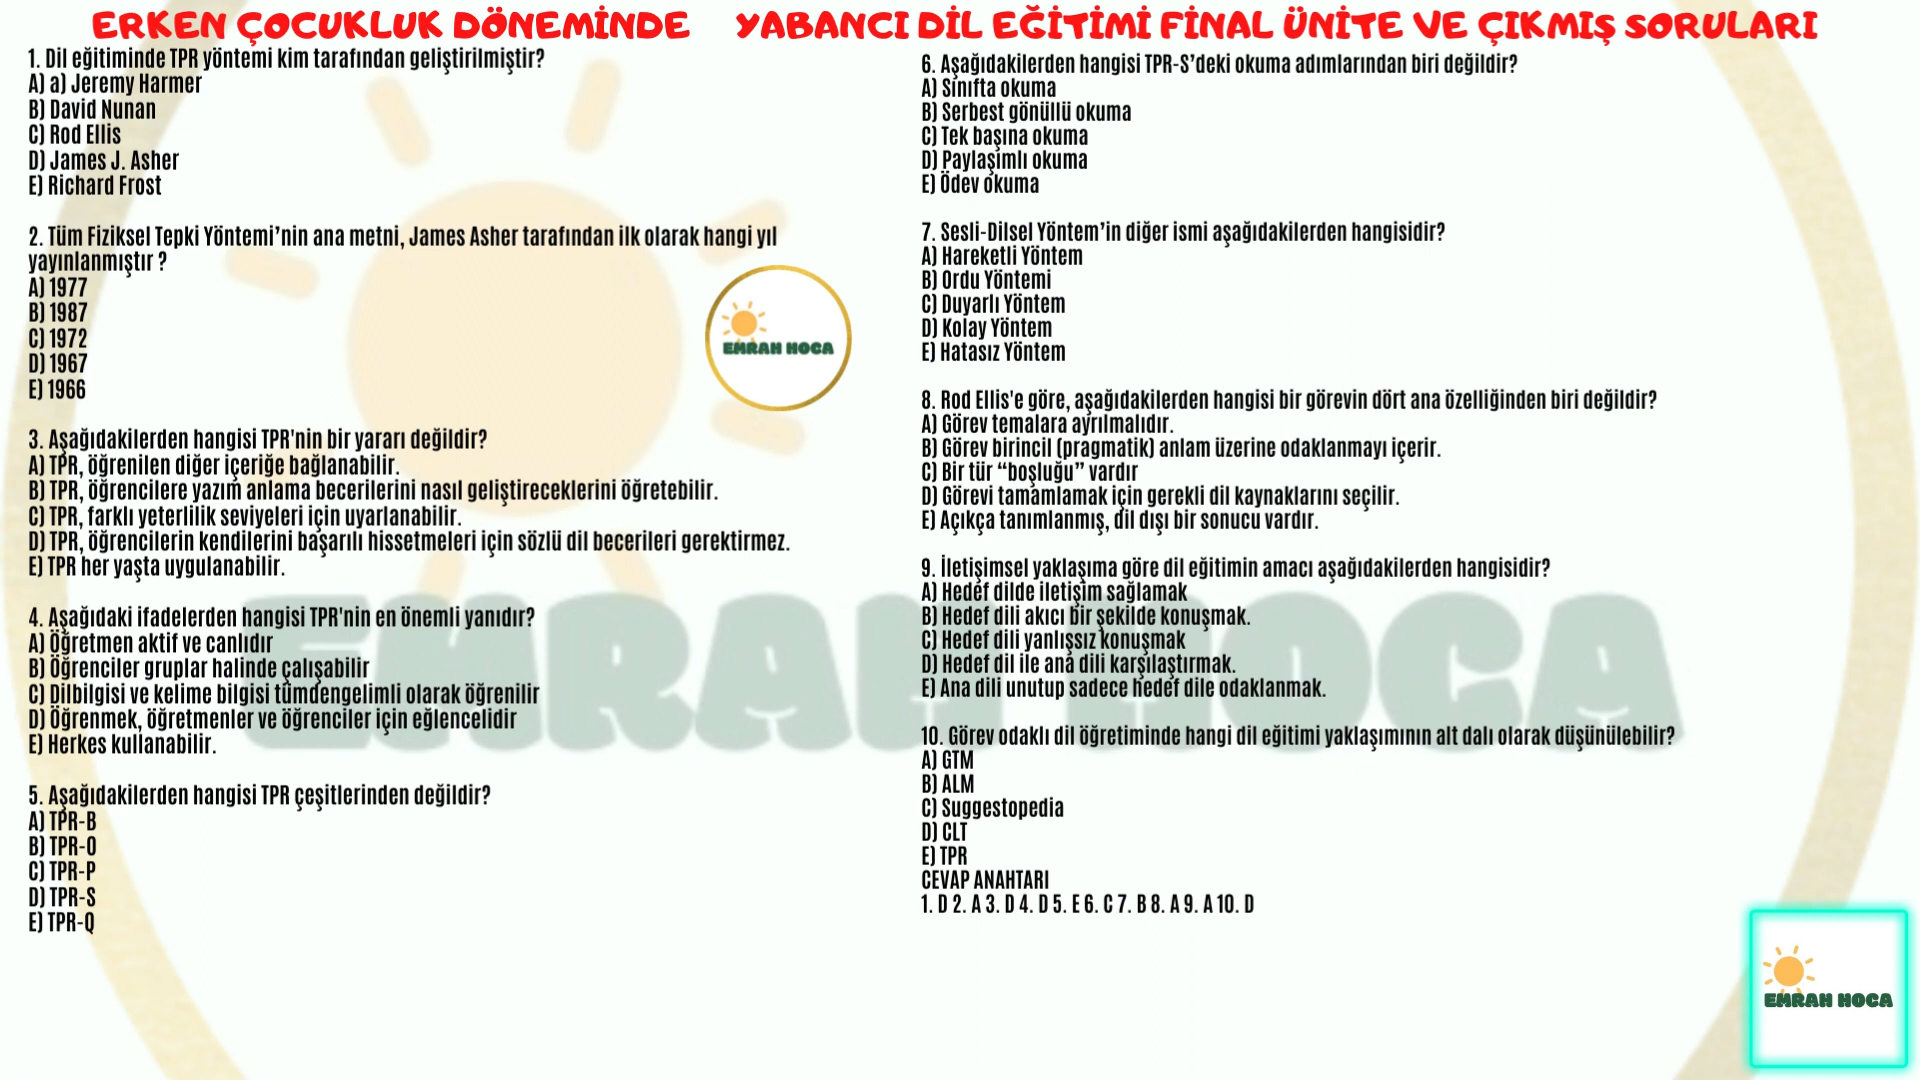 ERKEN ÇOCUKLUK DÖNEMİNDE YABANCI DİL EĞİTİMİ FİNAL ÜNİTE VE ÇIKMIŞ SORULARI
1. Dil eğitiminde TPR yöntemi kim tarafından geliştirilmiştir?
A) a) Jeremy Harmer
B) David Nunan
C) Rod Ellis
D) James J. Asher
E) Richard Frost
2. Tüm Fiziksel Tepki Yöntemi’nin ana metni, James Asher tarafından ilk olarak hangi yıl
yayınlanmıştır ?
A) 1977
B) 1987
C) 1972
D) 1967
E) 1966
3. Aşağıdakilerden hangisi TPR'nin bir yararı değildir?
A) TPR, öğrenilen diğer içeriğe bağlanabilir.
B) TPR, öğrencilere yazım anlama becerilerini nasıl geliştireceklerini öğretebilir.
C) TPR, farklı yeterlilik seviyeleri için uyarlanabilir.
D) TPR, öğrencilerin kendilerini başarılı hissetmeleri için sözlü dil becerileri gerektirmez.
E) TPR her yaşta uygulanabilir.
4. Aşağıdaki ifadelerden hangisi TPR'nin en önemli yanıdır?
A) Öğretmen aktif ve canlıdır
B) Öğrenciler gruplar halinde çalışabilir
C) Dilbilgisi ve kelime bilgisi tümdengelimli olarak öğrenilir
D) Öğrenmek, öğretmenler ve öğrenciler için eğlencelidir
E) Herkes kullanabilir.
5. Aşağıdakilerden hangisi TPR çeşitlerinden değildir?
A) TPR-B
B) TPR-O
C) TPR-P
D) TPR-S
E) TPR-Q
EMRAH HOCA
6. Aşağıdakilerden hangisi TPR-S’deki okuma adımlarından biri değildir?
A) Sınıfta okuma
B) Serbest gönüllü okuma
C) Tek başına okuma
D) Paylaşımlı okuma
E) Ödev okuma
7. Sesli-Dilsel Yöntem’in diğer ismi aşağıdakilerden hangisidir?
A) Hareketli Yöntem
B) Ordu Yöntemi
C) Duyarlı Yöntem
D) Kolay Yöntem
E) Hatasız Yöntem
8. Rod Ellis'e göre, aşağıdakilerden hangisi bir görevin dört ana özelliğinden biri değildir?
A) Görev temalara ayrılmalıdır.
B) Görev birincil (pragmatik) anlam üzerine odaklanmayı içerir.
C) Bir tür “boşluğu” vardır
D) Görevi tamamlamak için gerekli dil kaynaklarını seçilir.
E) Açıkça tanımlanmış, dil dışı bir sonucu vardır.
9. İletişimsel yaklaşıma göre dil eğitimin amacı aşağıdakilerden hangisidir?
A) Hedef dilde iletişim sağlamak
B) Hedef dili akıcı bir şekilde konuşmak.
C) Hedef dili yanlışsız konuşmak
D) Hedef dil ile ana dili karşılaştırmak.
E) Ana dili unutup sadece hedef dile odaklanmak.
10. Görev odaklı dil öğretiminde hangi dil eğitimi yaklaşımının alt dalı olarak düşünülebilir?
A) GTM
B) ALM
C) Suggestopedia
D) CLT
E) TPR
CEVAP ANAHTARI
1. D 2. A 3. D 4. D 5. E 6. C 7. B 8. A 9. A 10. D
EMRAH HOCA
EMRAH HOCA